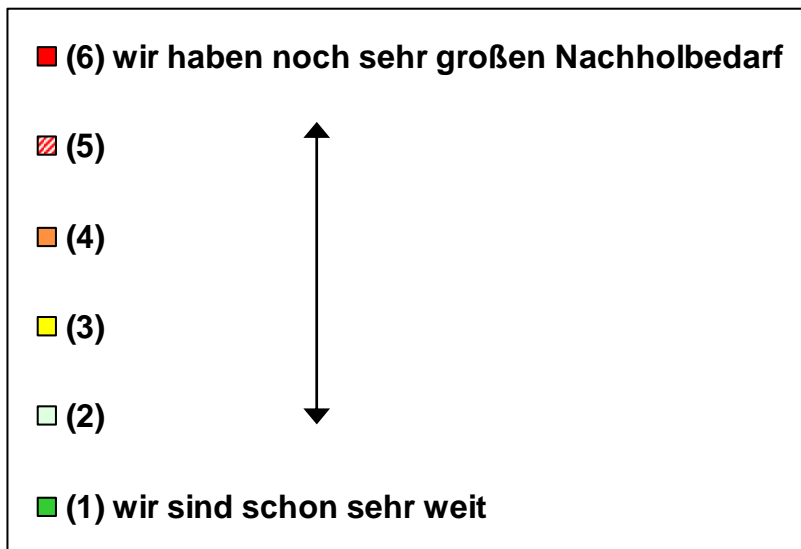 (6) wir haben noch sehr großen Nachholbedarf
(5)
(4)
(3)
(2)
(1) wir sind schon sehr weit